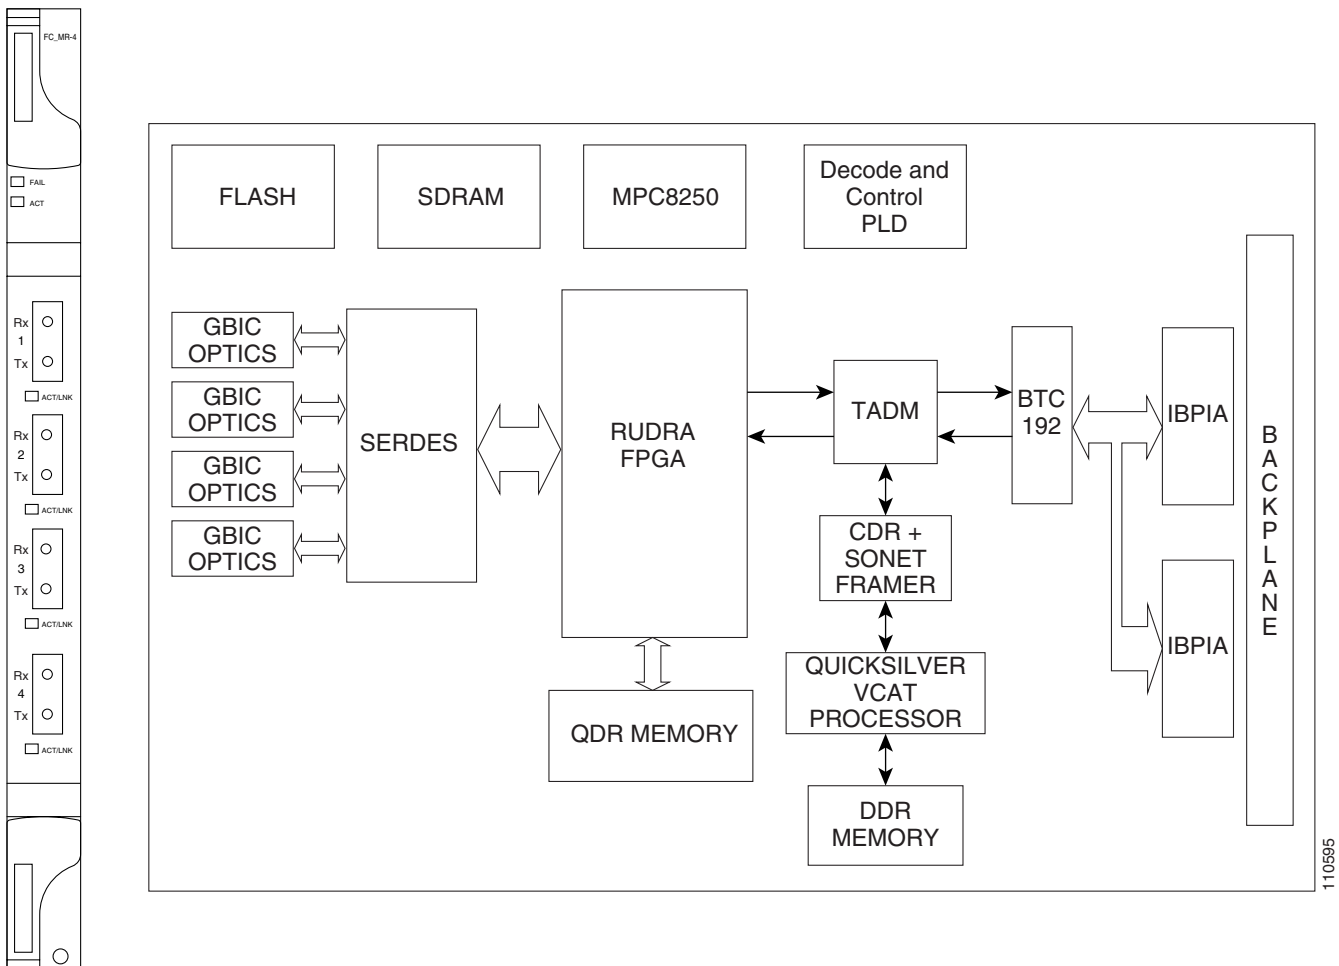 FC_MR-4
FAIL
ACT
Rx
1
Tx
ACT/LNK
Rx
2
Tx
ACT/LNK
Rx
3
Tx
ACT/LNK
Rx
4
Tx
ACT/LNK
FLASH
SDRAM
MPC8250
Decode and
Control
PLD
GBIC
OPTICS
GBIC
OPTICS
GBIC
OPTICS
GBIC
OPTICS
SERDES
RUDRA
FPGA
QDR MEMORY
TADM
CDR +
SONET
FRAMER
QUICKSILVER
VCAT
PROCESSOR
DDR
MEMORY
BTC
192
IBPIA
IBPIA
BACKPLANE
110595